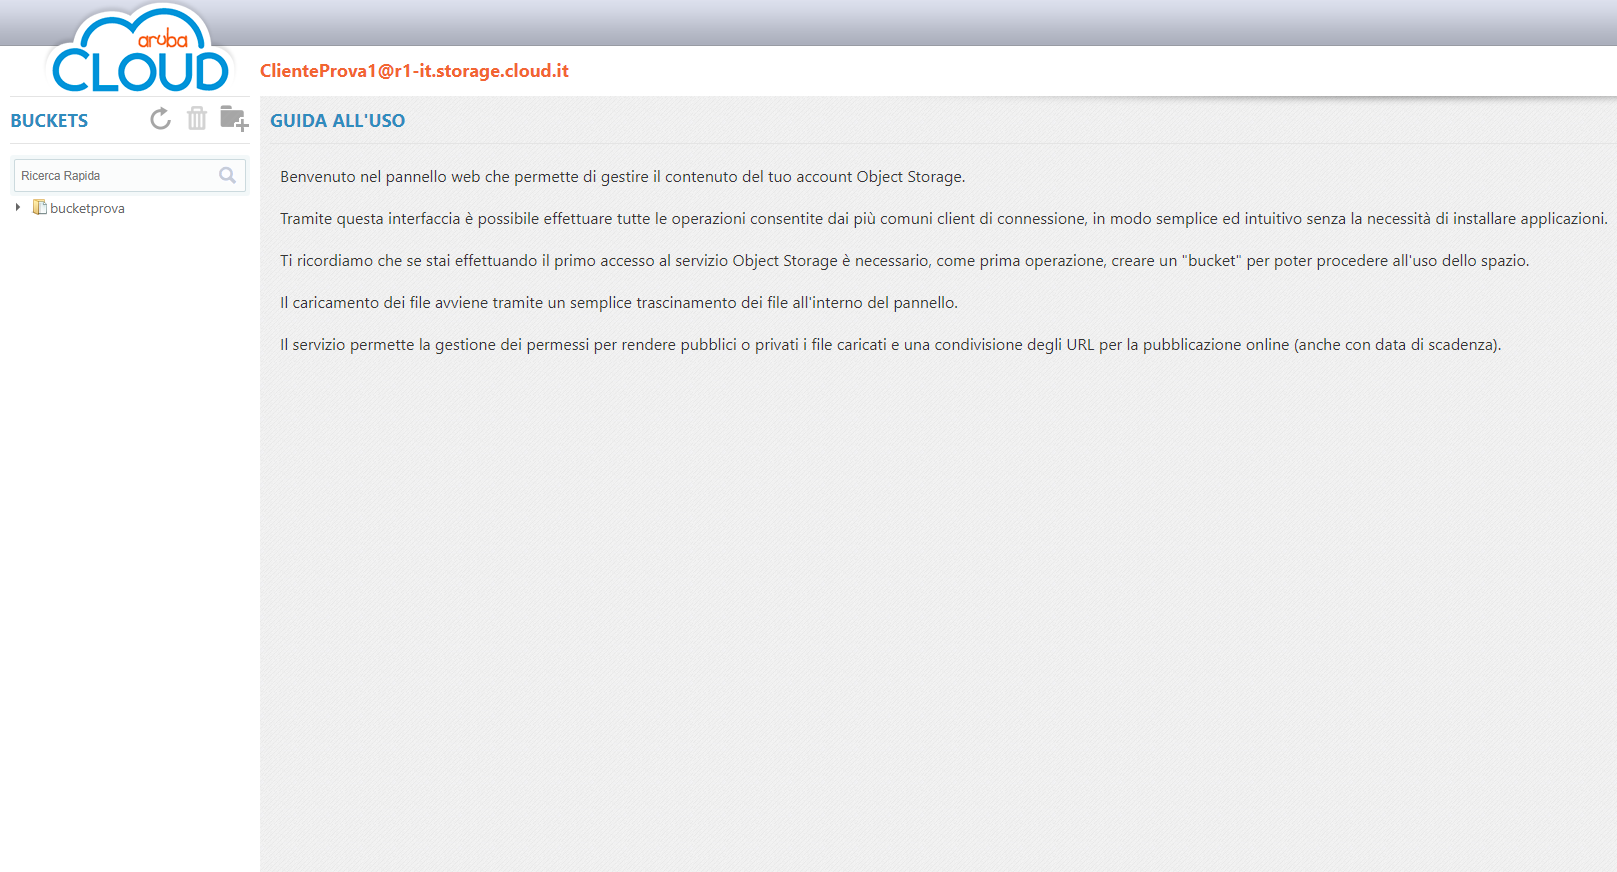 aruba
CLOUD
ClienteProva1@r1-it.storage.cloud.it
BUCKETS
Ricerca Rapida
bucketprova
GUIDA ALL'USO
Benvenuto nel pannello web che permette di gestire il contenuto del tuo account Object Storage.
Tramite questa interfaccia è possibile effettuare tutte le operazioni consentite dai più comuni client di connessione, in modo semplice ed intuitivo senza la necessità di installare applicazioni.
Ti ricordiamo che se stai effettuando il primo accesso al servizio Object Storage è necessario, come prima operazione, creare un "bucket" per poter procedere all'uso dello spazio.
Il caricamento dei file avviene tramite un semplice trascinamento dei file all'interno del pannello.
Il servizio permette la gestione dei permessi per rendere pubblici o privati i file caricati e una condivisione degli URL per la pubblicazione online (anche con data di scadenza).